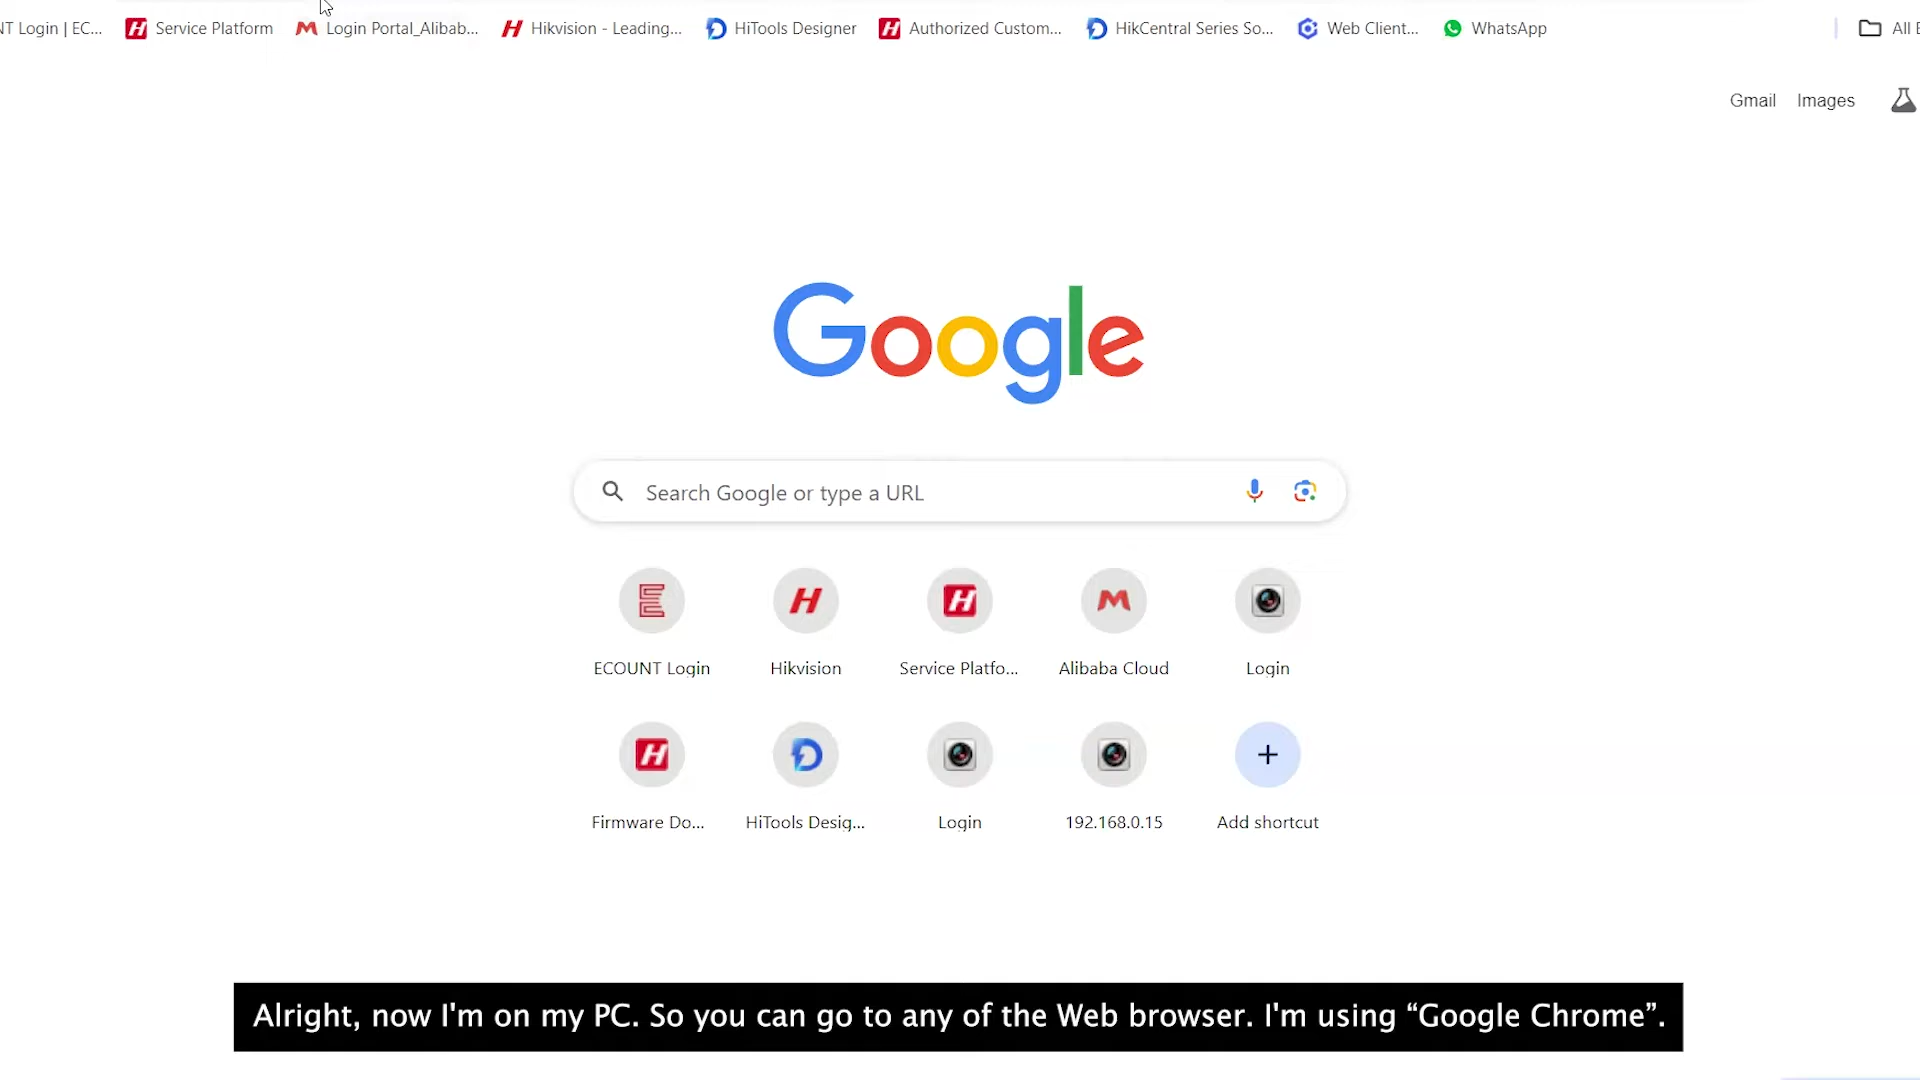 NT Login | EC... Service Platform Login Portal_Alibab... Hikvision - Leading... HiTools Designer Authorized Custom... HikCentral Series So... Web Client... WhatsApp All
Gmail Images
Google
Search Google or type a URL
ECOUNT Login Hikvision Service Platfo... Alibaba Cloud Login
Firmware Do... HiTools Desig... Login 192.168.0.15 Add shortcut
Alright, now I'm on my PC. So you can go to any of the Web browser. I'm using “Google Chrome”.